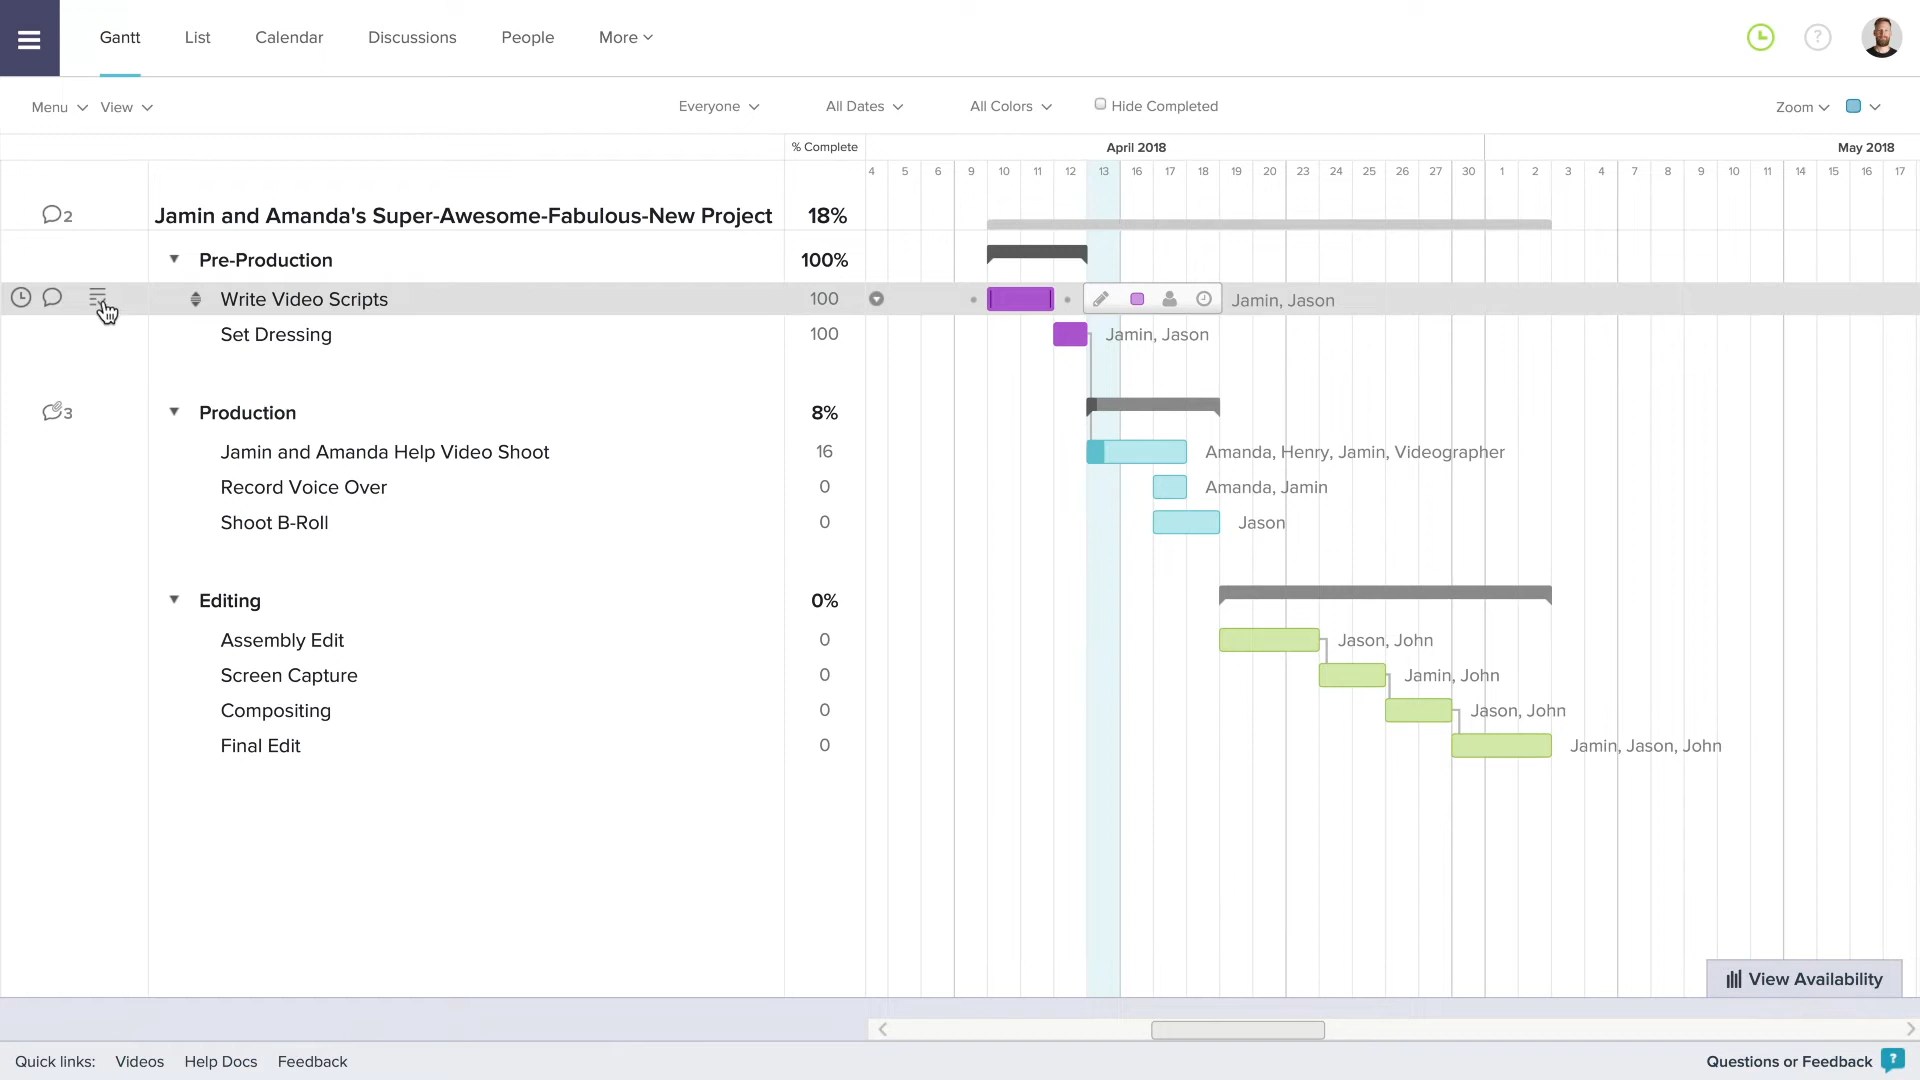 Gantt List Calendar Discussions People More
Menu View Everyone All Dates All Colors Hide Completed Zoom
% Complete April 2018 May 2018
4 5 6 9 10 11 12 13 16 17 18 19 20 23 24 25 26 27 30 1 2 3 4 7 8 9 10 11 14 15 16 17
2 Jamin and Amanda's Super-Awesome-Fabulous-New Project 18%
Pre-Production 100%
Write Video Scripts 100 Jamin, Jason
Set Dressing 100 Jamin, Jason
3 Production 8%
Jamin and Amanda Help Video Shoot 16 Amanda, Henry, Jamin, Videographer
Record Voice Over 0 Amanda, Jamin
Shoot B-Roll 0 Jason
Editing 0%
Assembly Edit 0 Jason, John
Screen Capture 0 Jamin, John
Compositing 0 Jason, John
Final Edit 0 Jamin, Jason, John
View Availability
Quick links: Videos Help Docs Feedback Questions or Feedback ?